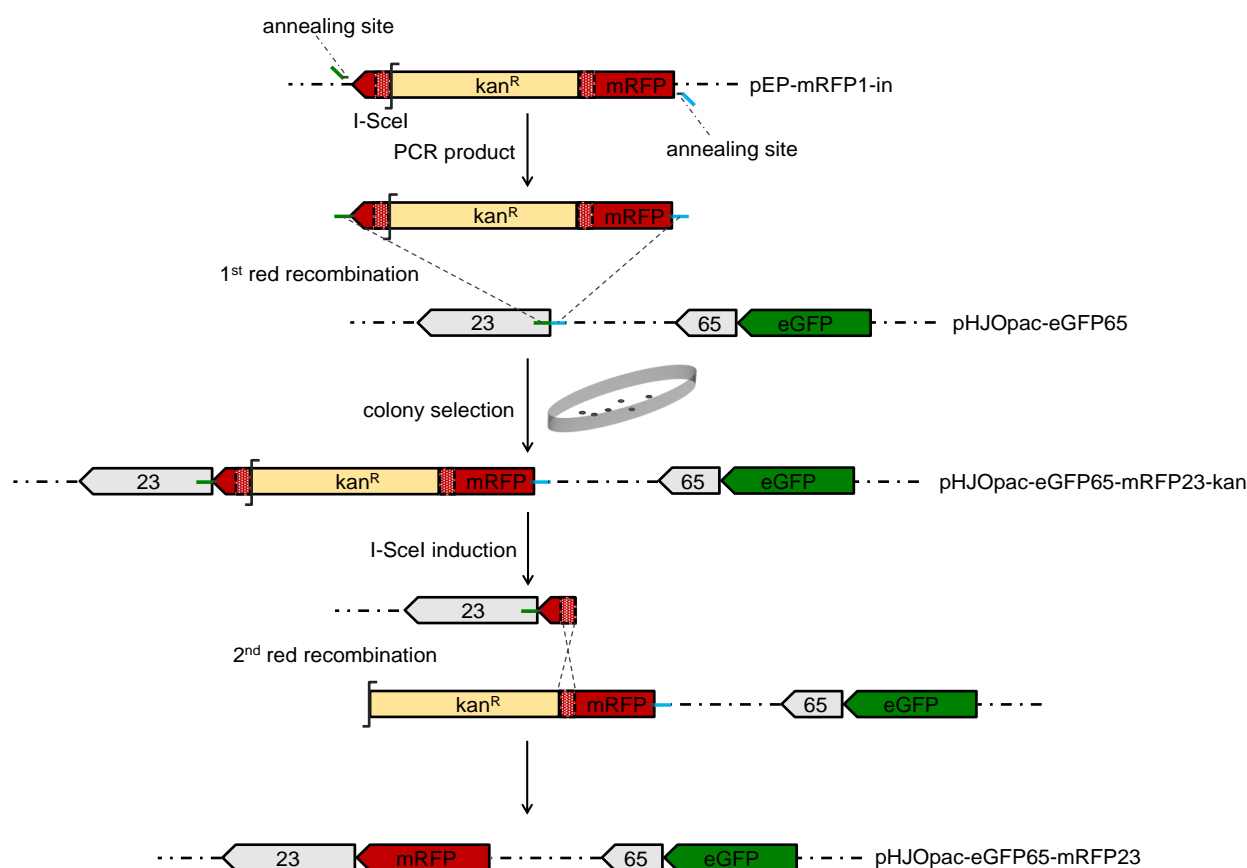 annealing site
kanR mRFP pEP-mRFP1-in
I-SceI
PCR product annealing site
kanR mRFP
1st red recombination
23 65 eGFP pHJOpac-eGFP65
colony selection
23 kanR mRFP 65 eGFP pHJOpac-eGFP65-mRFP23-kan
I-SceI induction
23
2nd red recombination
kanR mRFP 65 eGFP
23 mRFP 65 eGFP pHJOpac-eGFP65-mRFP23